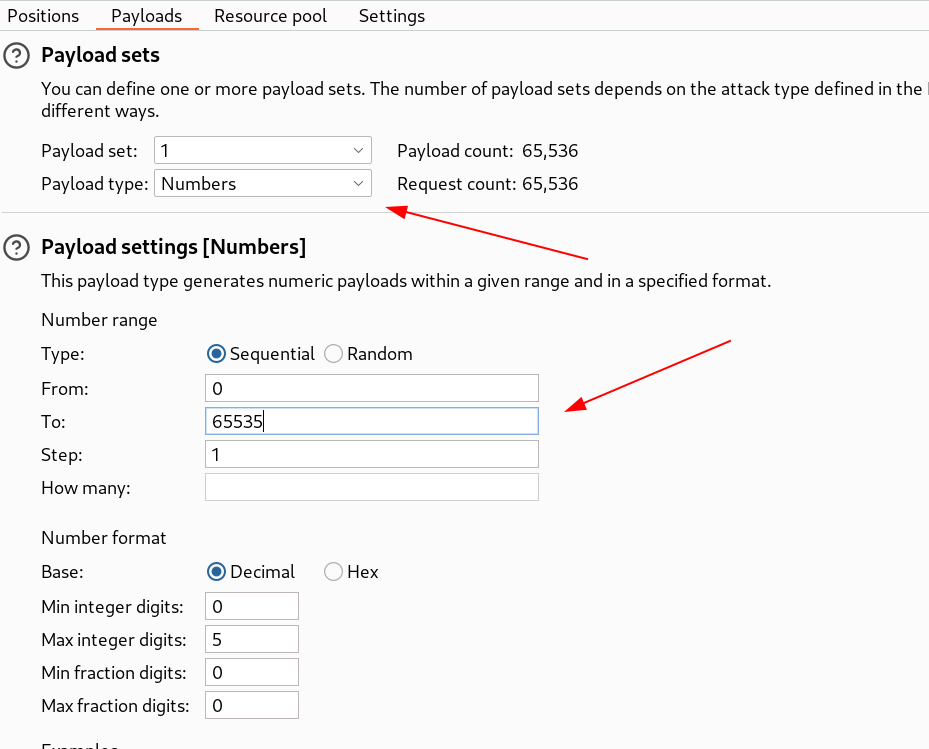 Positions Payloads Resource pool Settings
Payload sets
You can define one or more payload sets. The number of payload sets depends on the attack type defined in the
different ways.
Payload set: 1 Payload count: 65,536
Payload type: Numbers Request count: 65,536
Payload settings [Numbers]
This payload type generates numeric payloads within a given range and in a specified format.
Number range
Type: Sequential Random
From: 0
To: 65535
Step: 1
How many:
Number format
Base: Decimal Hex
Min integer digits: 0
Max integer digits: 5
Min fraction digits: 0
Max fraction digits: 0